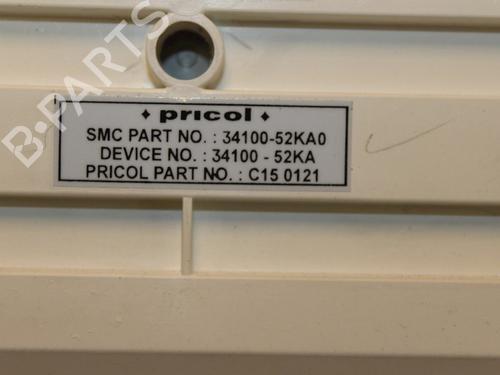 B-PARTS
pricol
SMC PART NO. : 34100-52KA0
DEVICE NO. : 34100 - 52KA
PRICOL PART NO. : C15 0121